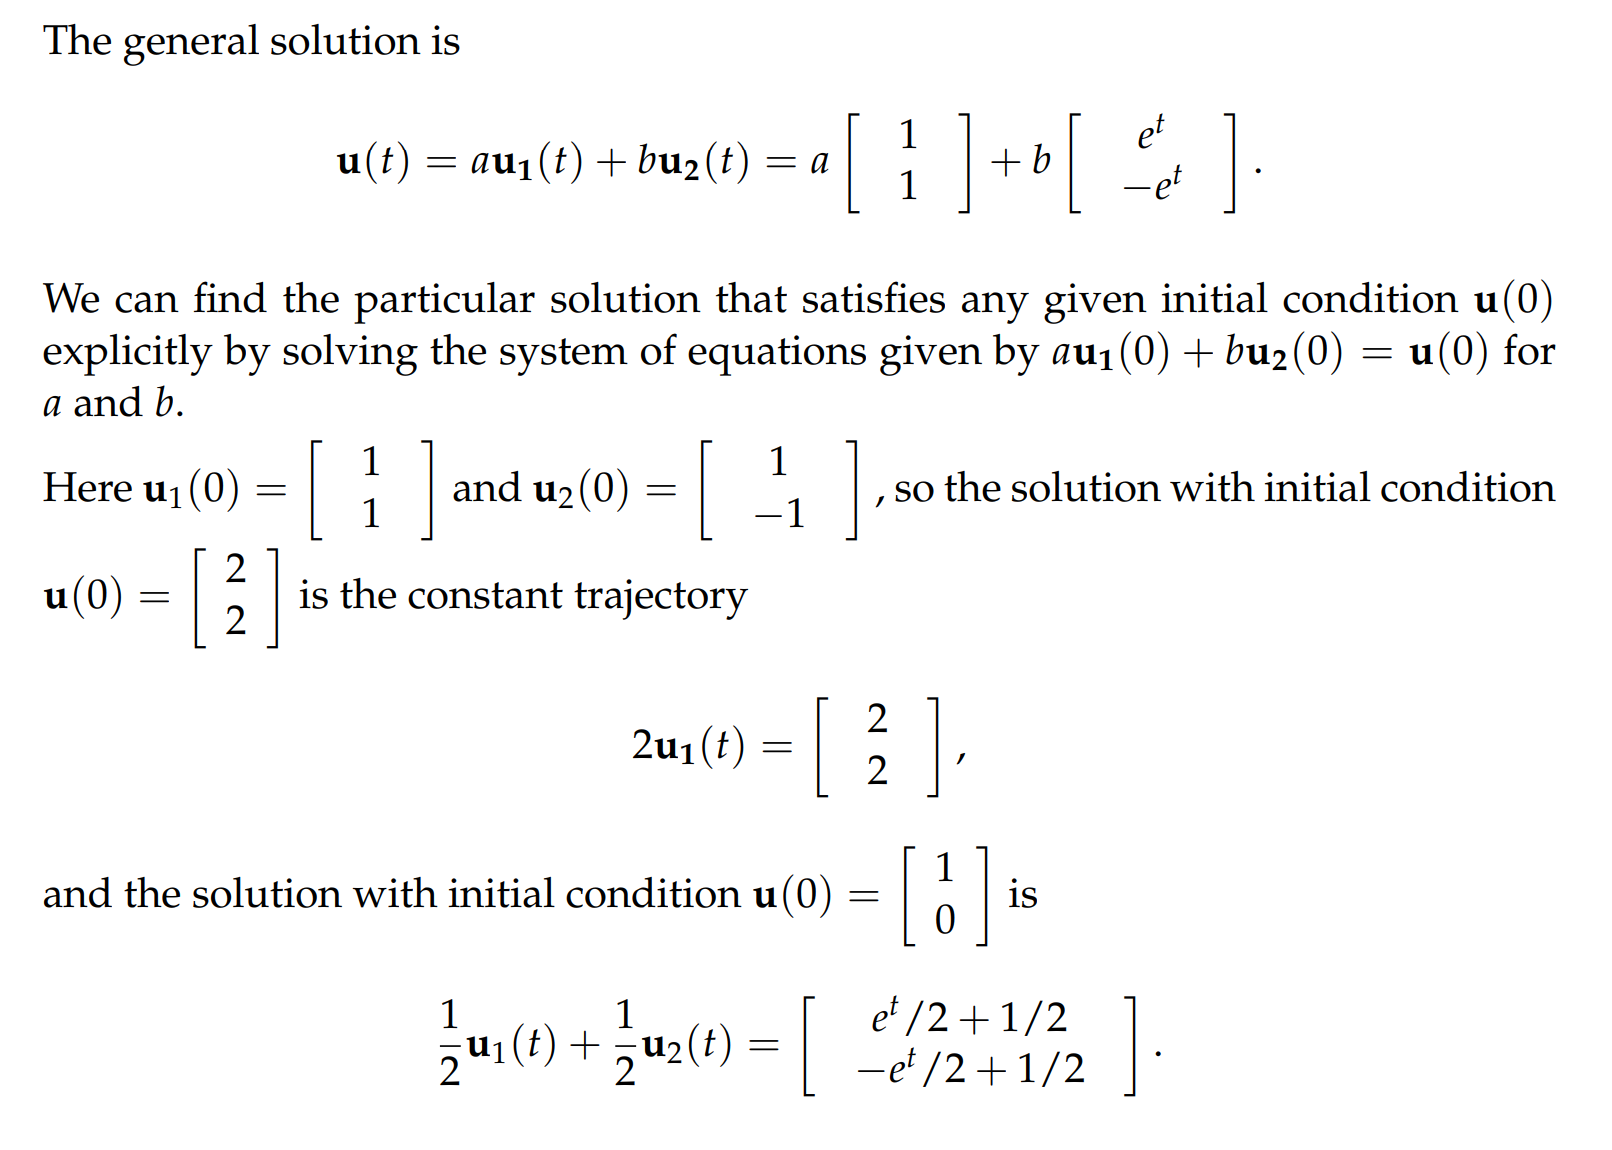 The general solution is
$$\mathbf{u}(t) = a\mathbf{u_1}(t) + b\mathbf{u_2}(t) = a \begin{bmatrix} 1 \\ 1 \end{bmatrix} + b \begin{bmatrix} e^t \\ -e^t \end{bmatrix}.$$
We can find the particular solution that satisfies any given initial condition $\mathbf{u}(0)$
explicitly by solving the system of equations given by $a\mathbf{u_1}(0) + b\mathbf{u_2}(0) = \mathbf{u}(0)$ for
$a$ and $b$.
Here $\mathbf{u}_1(0) = \begin{bmatrix} 1 \\ 1 \end{bmatrix}$ and $\mathbf{u}_2(0) = \begin{bmatrix} 1 \\ -1 \end{bmatrix}$, so the solution with initial condition
$\mathbf{u}(0) = \begin{bmatrix} 2 \\ 2 \end{bmatrix}$ is the constant trajectory
$$2\mathbf{u_1}(t) = \begin{bmatrix} 2 \\ 2 \end{bmatrix},$$
and the solution with initial condition $\mathbf{u}(0) = \begin{bmatrix} 1 \\ 0 \end{bmatrix}$ is
$$\frac{1}{2}\mathbf{u}_1(t) + \frac{1}{2}\mathbf{u}_2(t) = \begin{bmatrix} e^t/2 + 1/2 \\ -e^t/2 + 1/2 \end{bmatrix}.$$